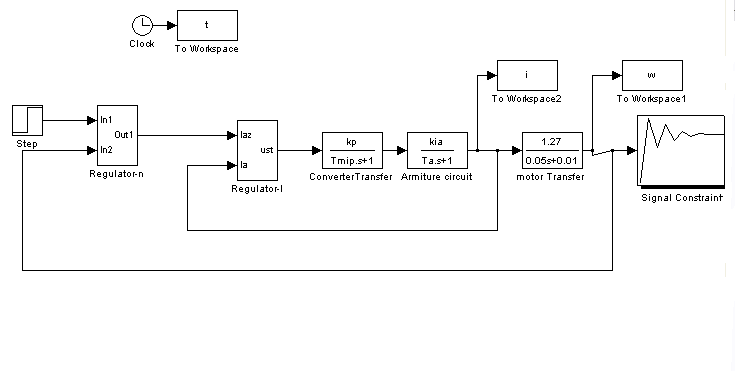 t
Clock
To Workspace
i
To Workspace2
w
To Workspace1
Step
In1
In2
Out1
Regulator-n
Iaz
Ia
ust
Regulator-I
kp
Tmip.s+1
ConverterTransfer
kia
Ta.s+1
Armiture circuit
1.27
0.05s+0.01
motor Transfer
Signal Constraint